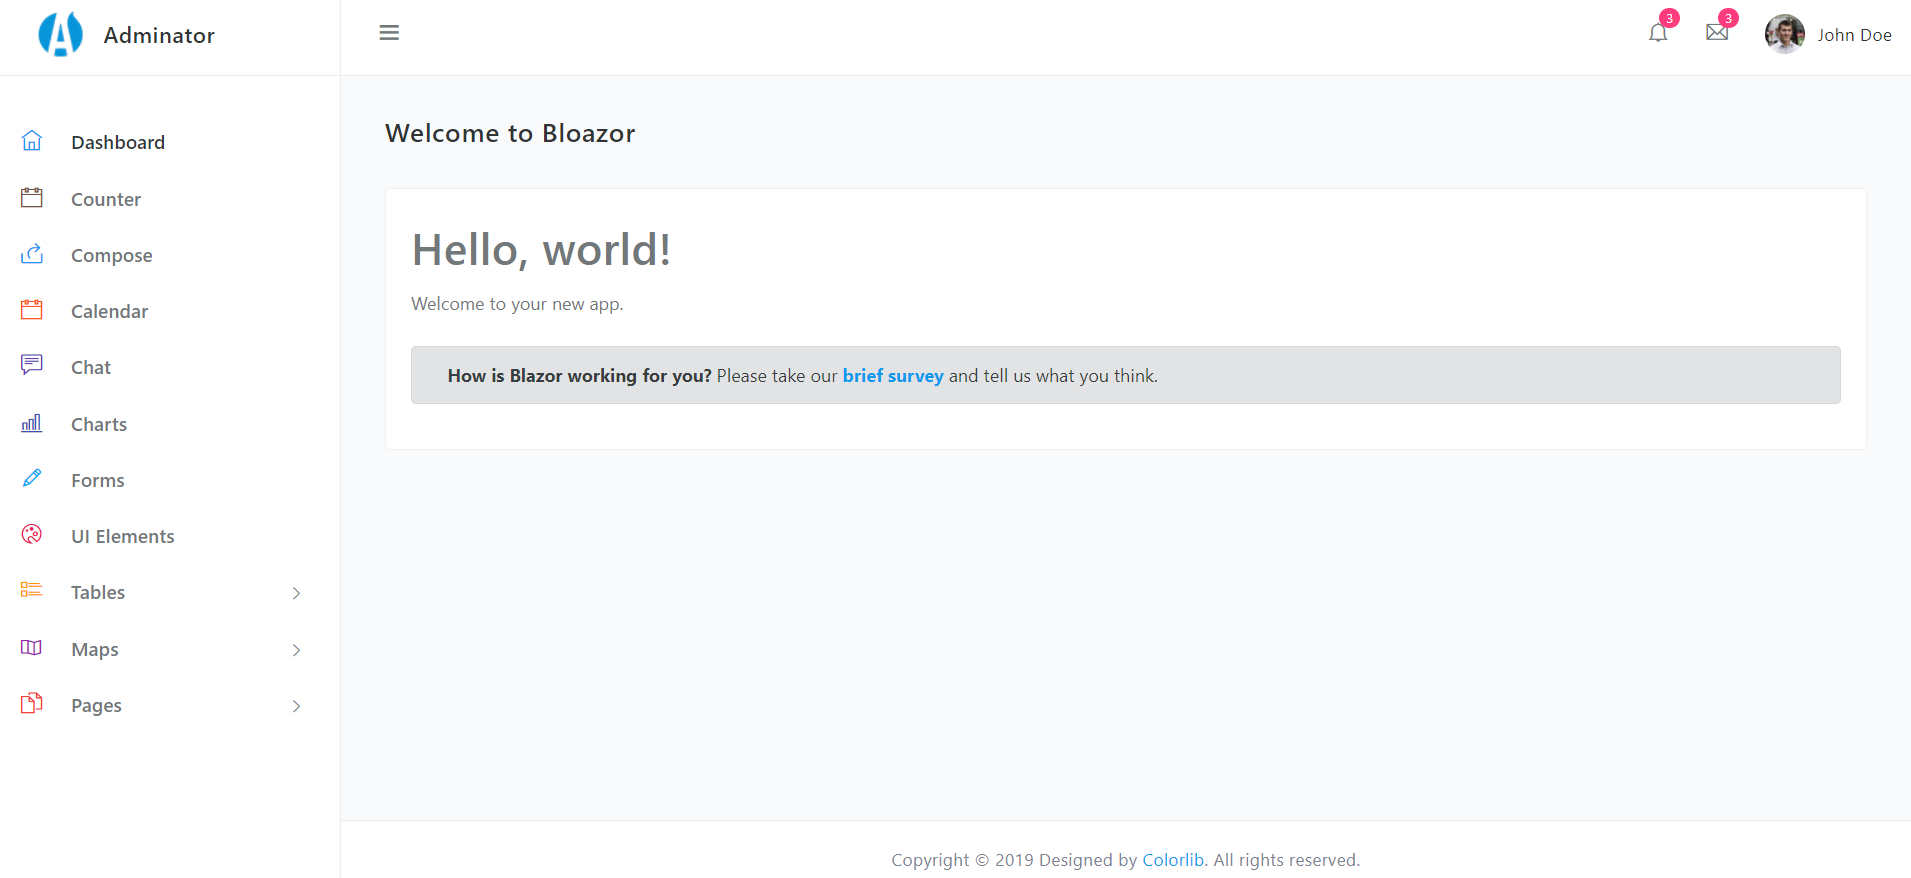 Adminator
3
3
John Doe
Dashboard
Counter
Compose
Calendar
Chat
Charts
Forms
UI Elements
Tables
Maps
Pages
Welcome to Bloazor
Hello, world!
Welcome to your new app.
How is Blazor working for you? Please take our brief survey and tell us what you think.
Copyright © 2019 Designed by Colorlib. All rights reserved.